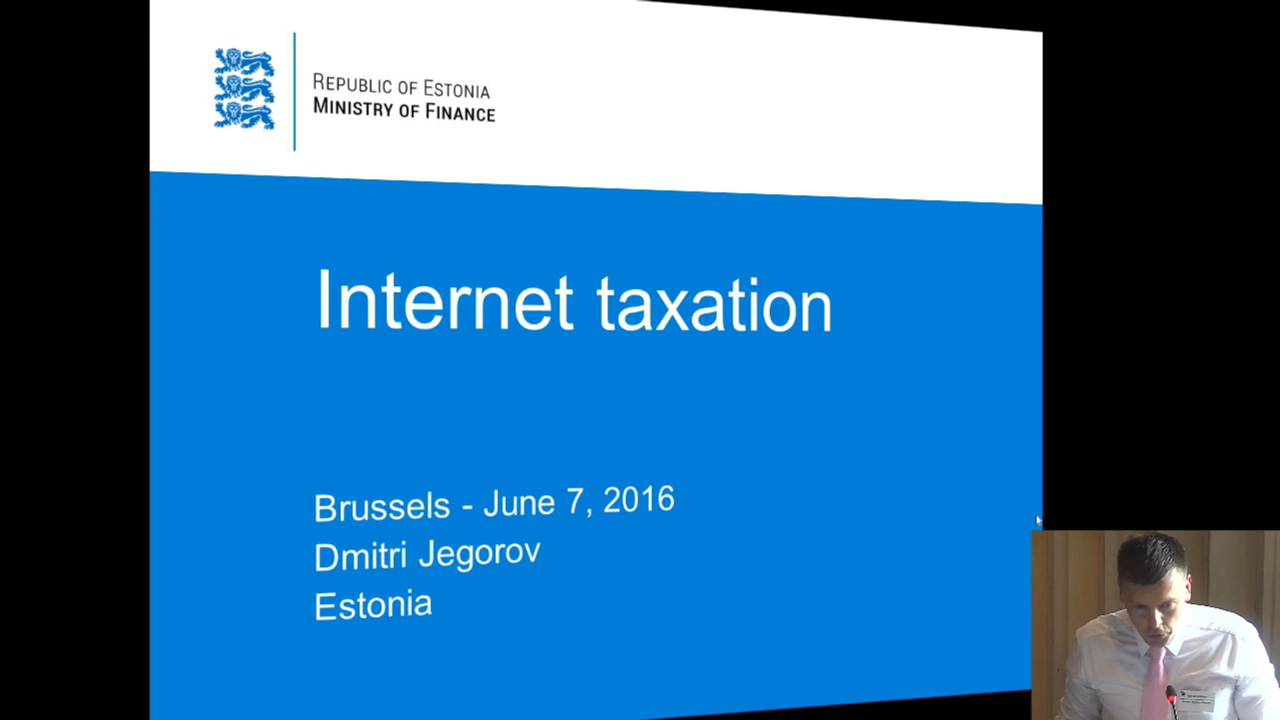 REPUBLIC OF ESTONIA
MINISTRY OF FINANCE
Internet taxation
Brussels - June 7, 2016
Dmitri Jegorov
Estonia